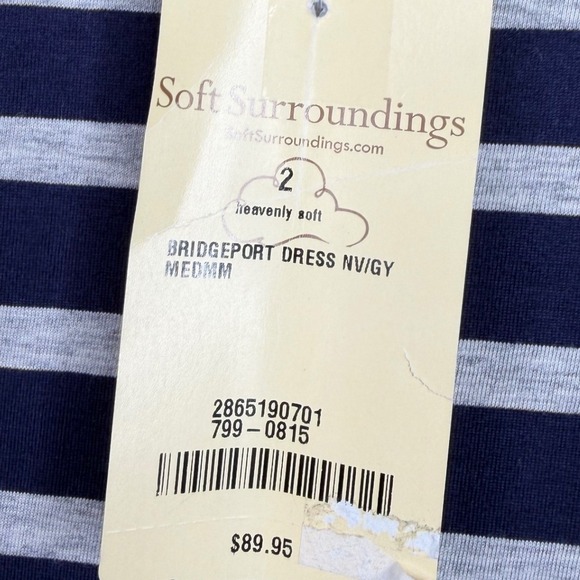 Soft Surroundings
SoftSurroundings.com
2
heavenly soft
BRIDGEPORT DRESS NV/GY
MEDMM
2865190701
799-0815
$89.95